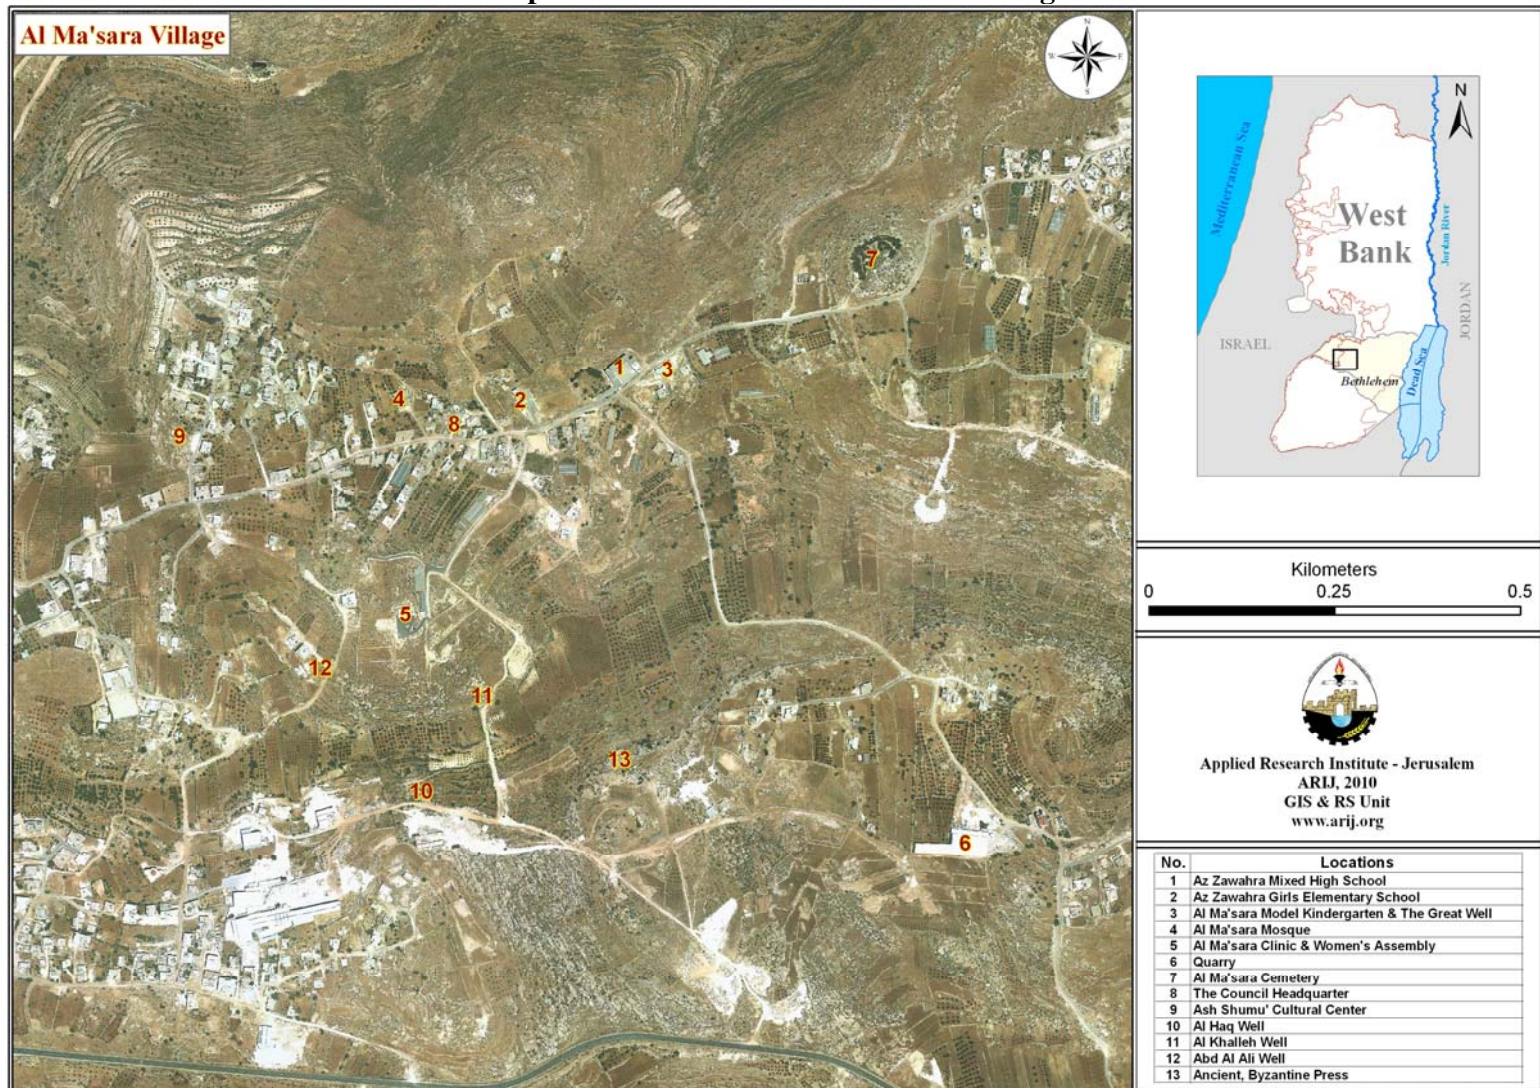 Al Ma'sara Village
N
W
E
S
7
1
3
4
2
8
9
5
12
11
13
10
6
N
Mediterranean Sea
West
Bank
Jordan River
JORDAN
ISRAEL
Dead Sea
Bethlehem
Kilometers
0 0.25 0.5
Applied Research Institute - Jerusalem
ARIJ, 2010
GIS & RS Unit
www.arij.org
No. Locations
1 Az Zawahra Mixed High School
2 Az Zawahra Girls Elementary School
3 Al Ma'sara Model Kindergarten & The Great Well
4 Al Ma'sara Mosque
5 Al Ma'sara Clinic & Women's Assembly
6 Quarry
7 Al Ma'sara Cemetery
8 The Council Headquarter
9 Ash Shumu' Cultural Center
10 Al Haq Well
11 Al Khalleh Well
12 Abd Al Ali Well
13 Ancient, Byzantine Press